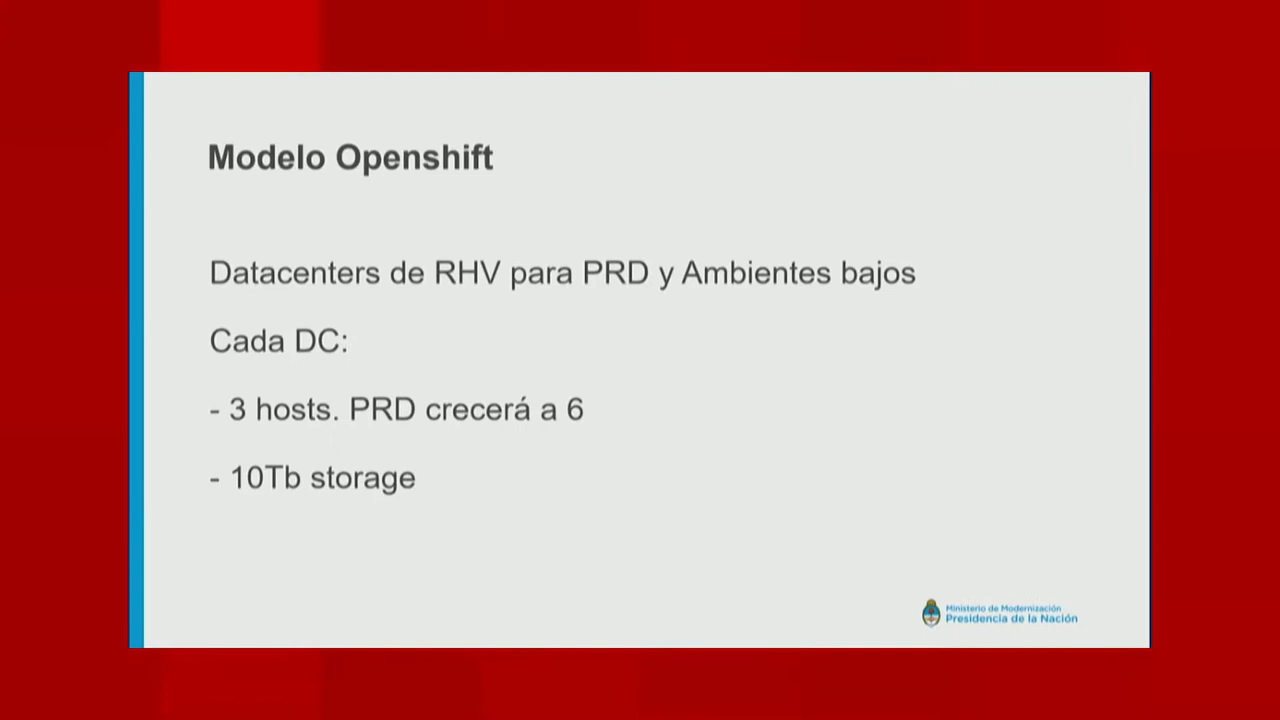 Modelo Openshift
Datacenters de RHV para PRD y Ambientes bajos
Cada DC:
- 3 hosts. PRD crecerá a 6
- 10Tb storage
Ministerio de Modernización
Presidencia de la Nación